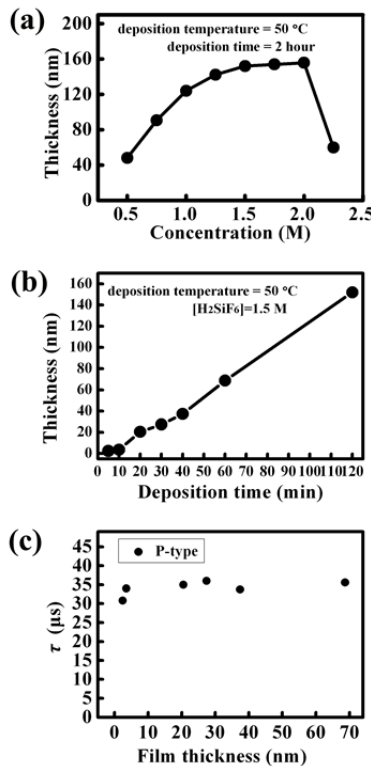 (a)
deposition temperature = 50 °C
deposition time = 2 hour
Thickness (nm)
200
160
120
80
40
0
0.5 1.0 1.5 2.0 2.5
Concentration (M)
(b)
deposition temperature = 50 °C
[H2SiF6]=1.5 M
Thickness (nm)
160
140
120
100
80
60
40
20
0
0 10 20 30 40 50 60 70 80 90 100 110 120
Deposition time (min)
(c)
P-type
τ (μs)
45
40
35
30
25
20
15
10
5
0
0 10 20 30 40 50 60 70
Film thickness (nm)